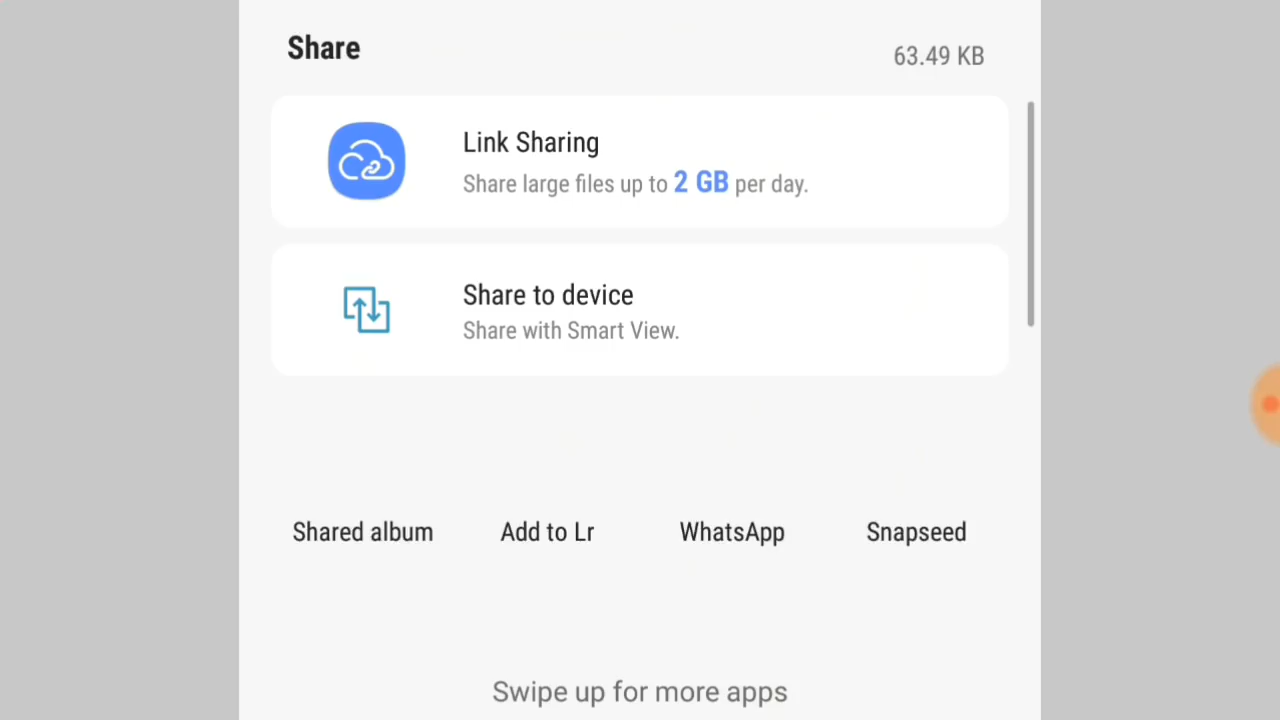 Share
63.49 KB
Link Sharing
Share large files up to 2 GB per day.
Share to device
Share with Smart View.
Shared album
Add to Lr
WhatsApp
Snapseed
Swipe up for more apps